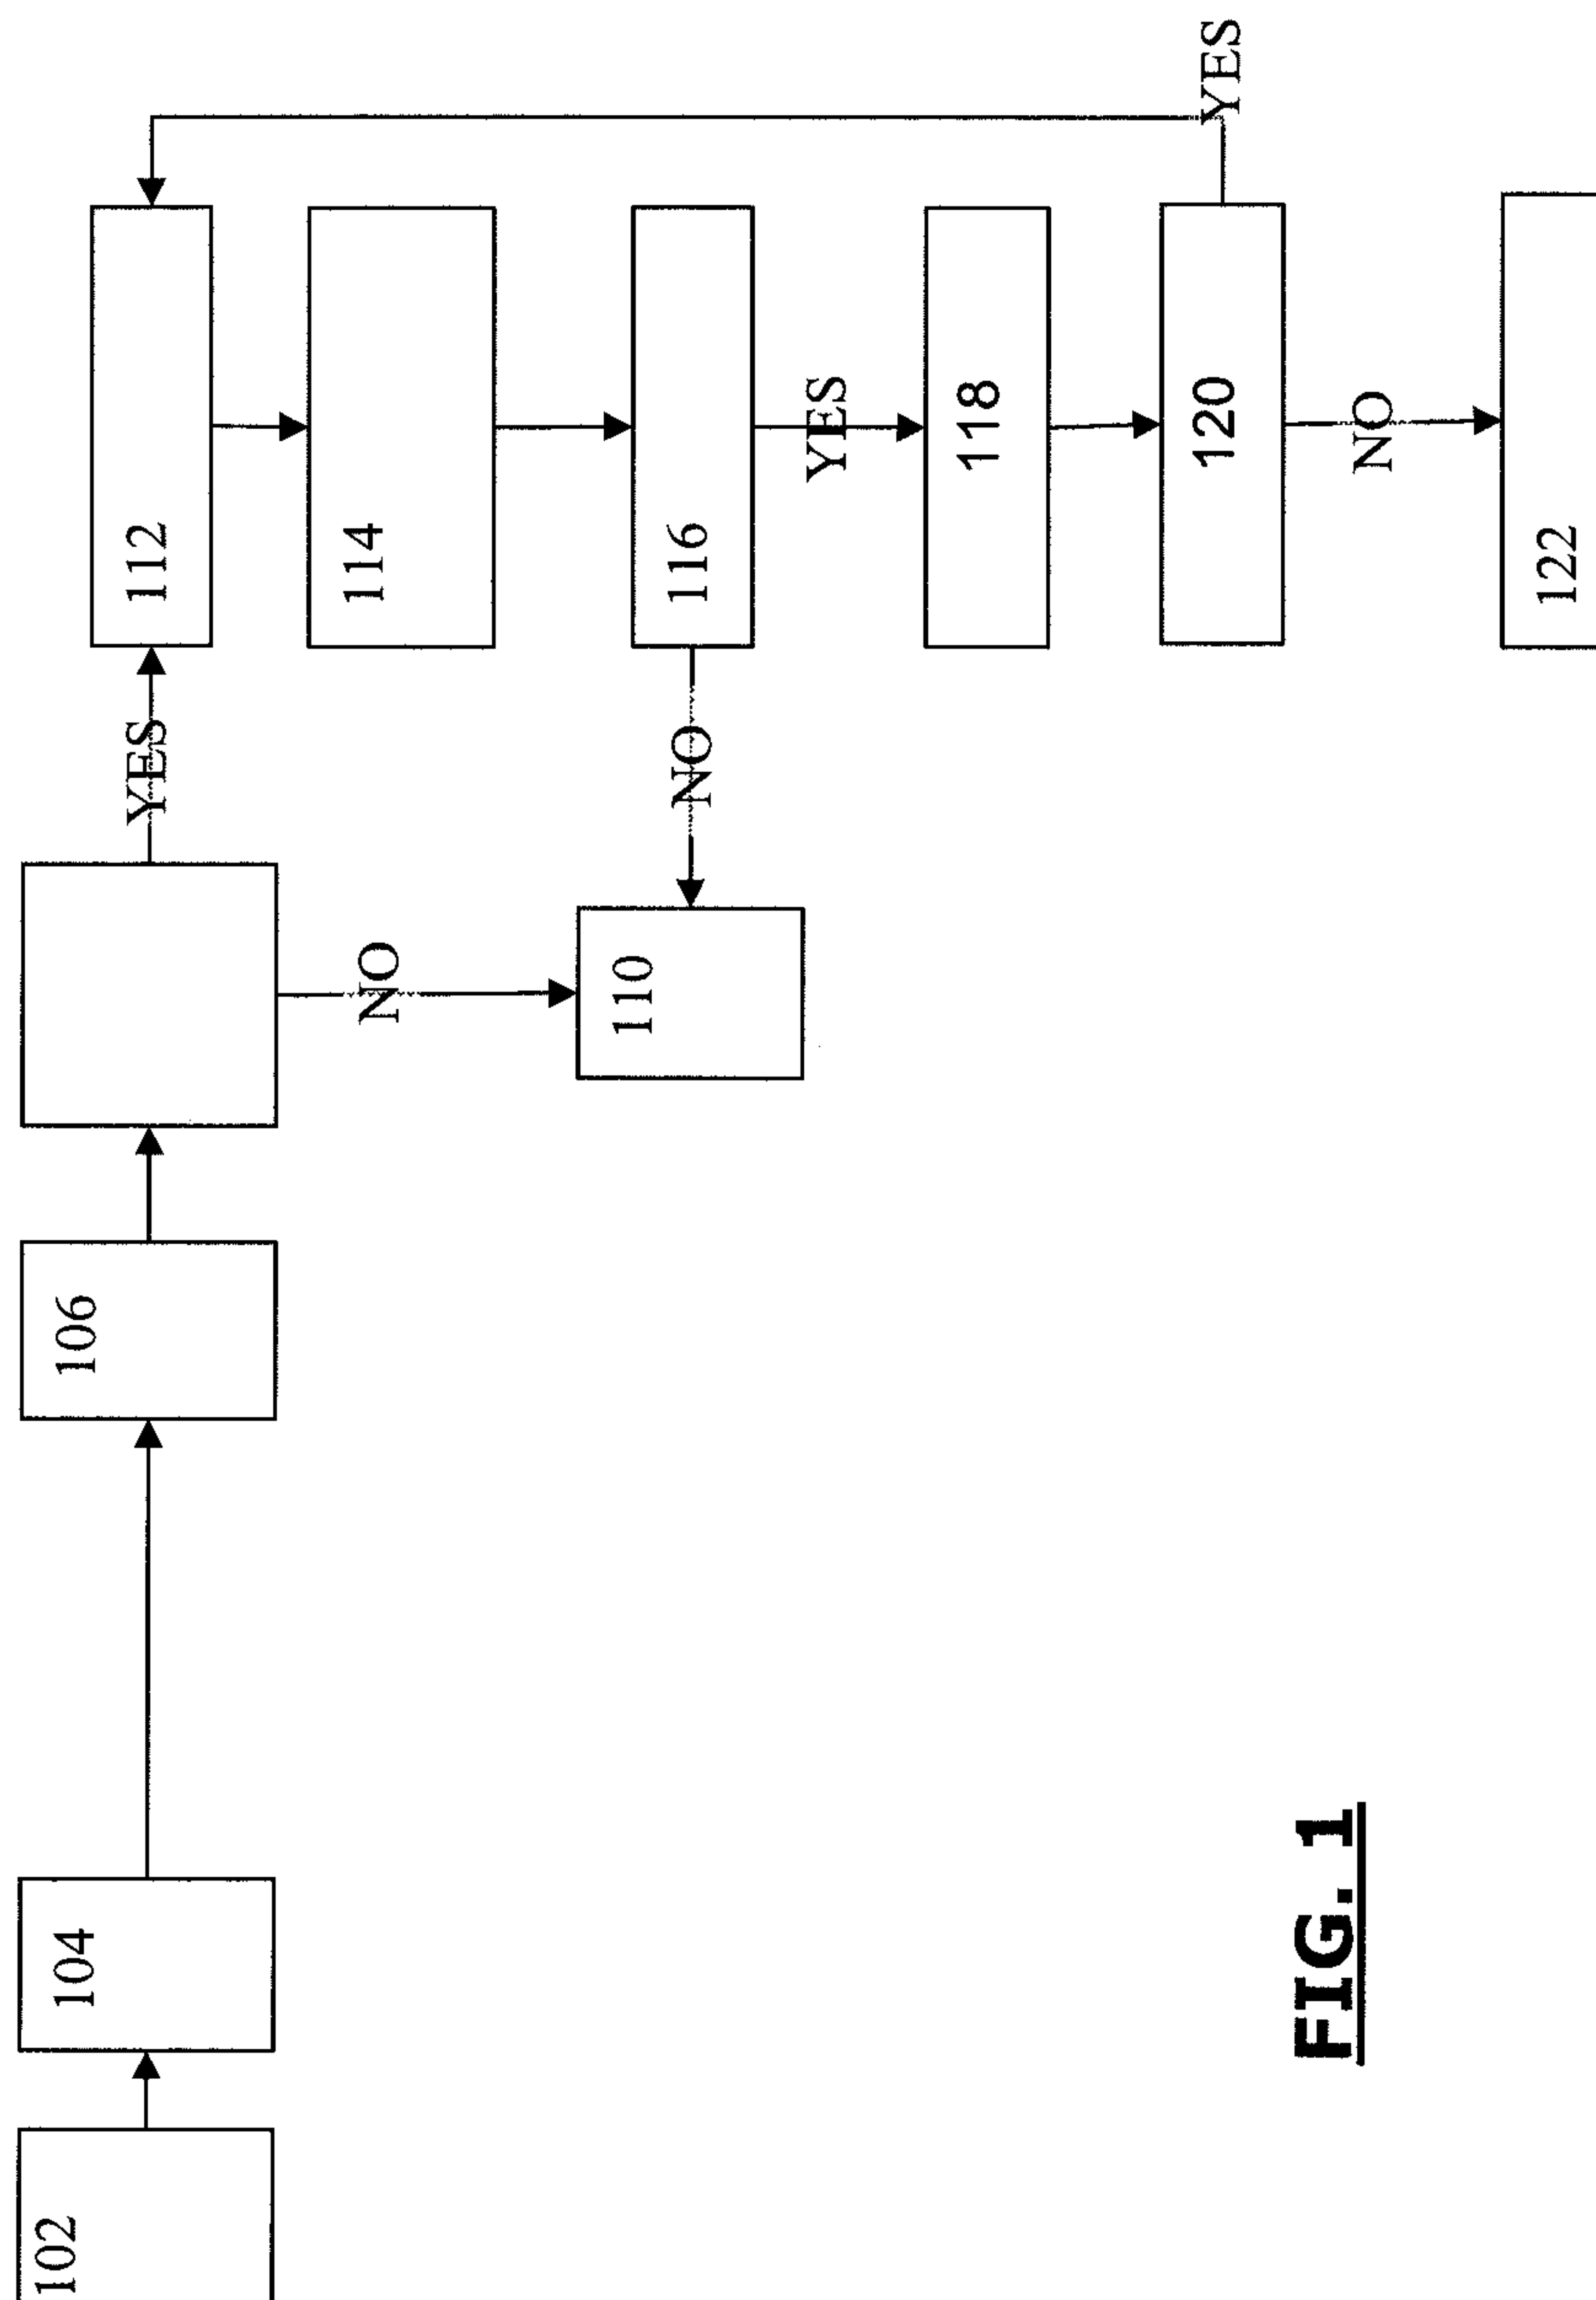 102
104
106
YES
NO
110
112
114
116
NO
YES
118
120
YES
NO
122
FIG. 1